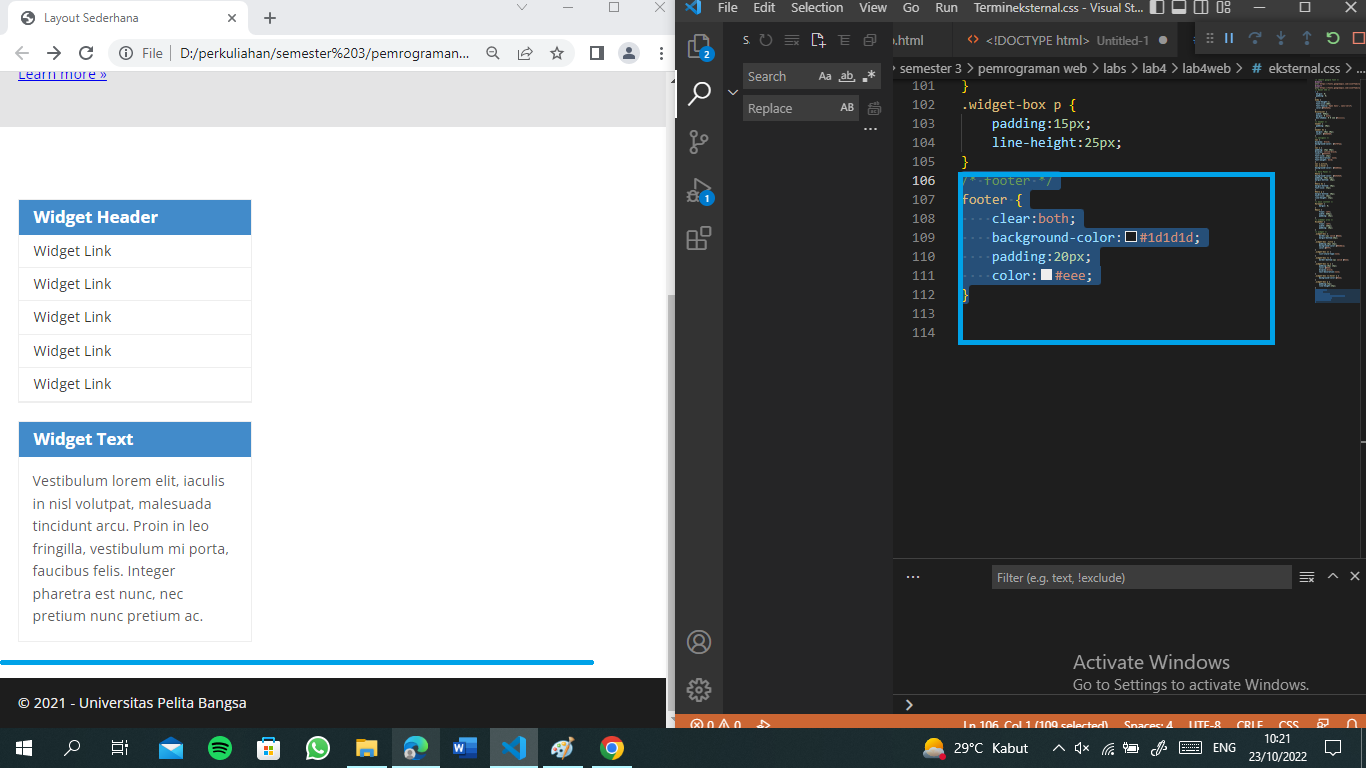 Layout Sederhana
File D:/perkuliahan/semester%203/pemrograman...
Learn more »
Widget Header
Widget Link
Widget Link
Widget Link
Widget Link
Widget Link
Widget Text
Vestibulum lorem elit, iaculis
in nisl volutpat, malesuada
tincidunt arcu. Proin in leo
fringilla, vestibulum mi porta,
faucibus felis. Integer
pharetra est nunc, nec
pretium nunc pretium ac.
© 2021 - Universitas Pelita Bangsa
File Edit Selection View Go Run Termin eksternal.css - Visual St...
.html <!DOCTYPE html> Untitled-1
semester 3 > pemrograman web > labs > lab4 > lab4web > # eksternal.css > ...
2
1
Search Aa ab
Replace AB
...
101 }
102 .widget-box p {
103 padding:15px;
104 line-height:25px;
105 }
106 /* footer */
107 footer {
108 clear:both;
109 background-color: #1d1d1d;
110 padding:20px;
111 color: #eee;
112 }
113
114
... Filter (e.g. text, !exclude)
Activate Windows
Go to Settings to activate Windows.
0 0 Ln 106, Col 1 (109 selected) Spaces: 4 UTF-8 CRLF CSS
29°C Kabut ENG 10:21
23/10/2022